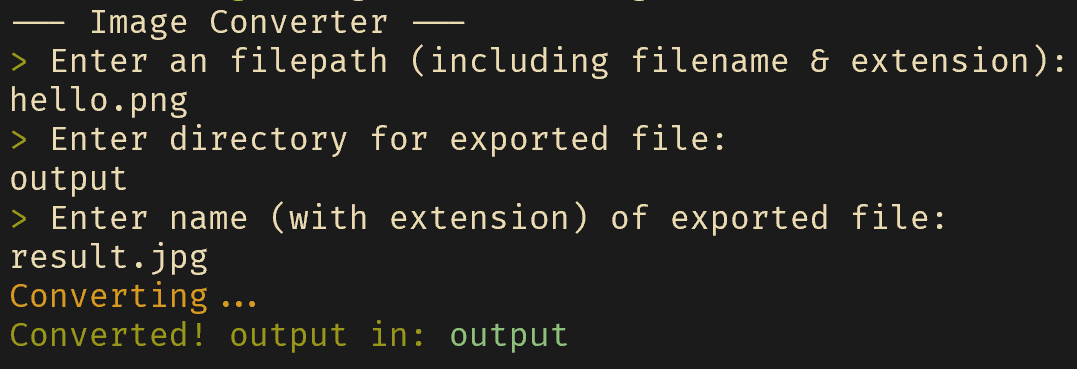 --- Image Converter ---
> Enter an filepath (including filename & extension):
hello.png
> Enter directory for exported file:
output
> Enter name (with extension) of exported file:
result.jpg
Converting...
Converted! output in: output